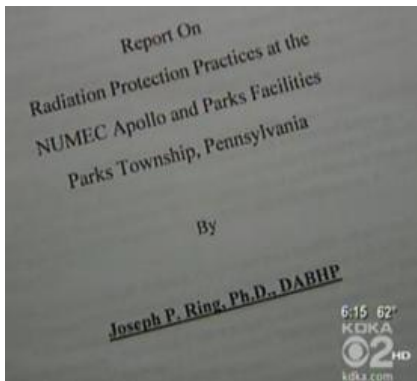 Report On
Radiation Protection Practices at the
NUMEC Apollo and Parks Facilities
Parks Township, Pennsylvania
By
Joseph P. Ring, Ph.D., DABHP
6:15 62°
KDKA
2 HD
kdka.com